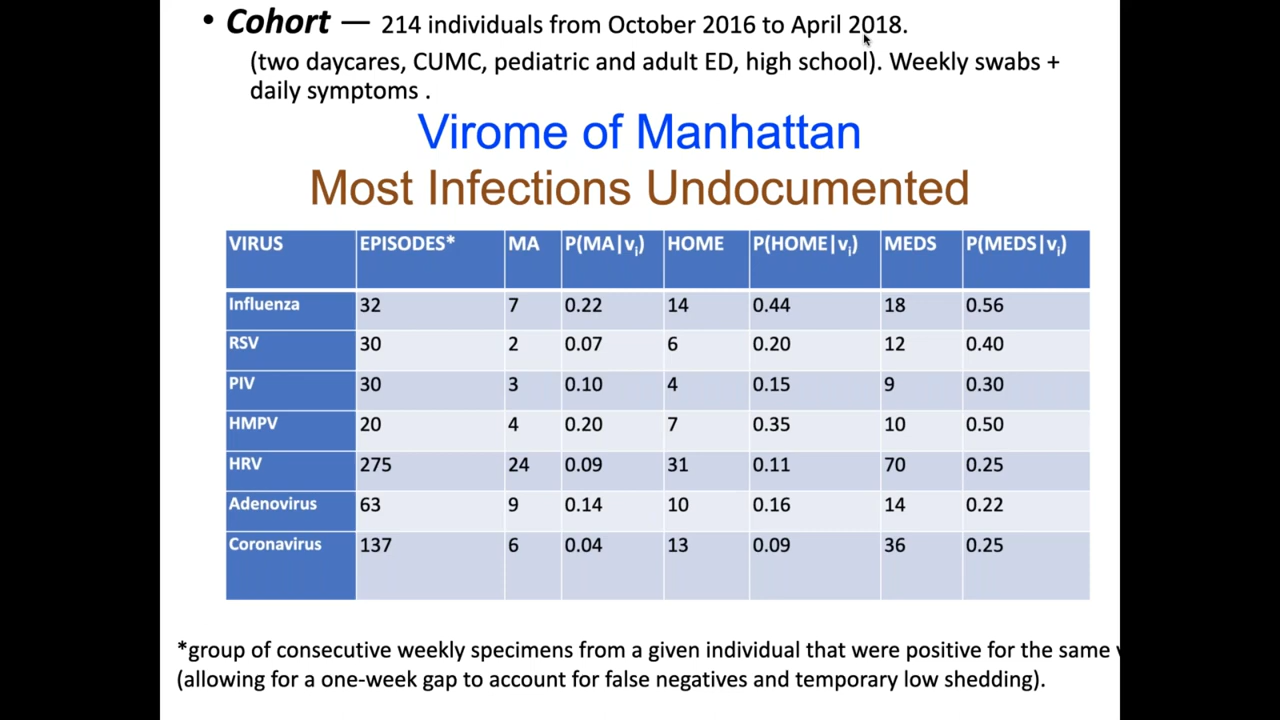 • Cohort — 214 individuals from October 2016 to April 2018.
(two daycares, CUMC, pediatric and adult ED, high school). Weekly swabs +
daily symptoms .
Virome of Manhattan
Most Infections Undocumented
VIRUS EPISODES* MA P(MA|vi) HOME P(HOME|vi) MEDS P(MEDS|vi)
Influenza 32 7 0.22 14 0.44 18 0.56
RSV 30 2 0.07 6 0.20 12 0.40
PIV 30 3 0.10 4 0.15 9 0.30
HMPV 20 4 0.20 7 0.35 10 0.50
HRV 275 24 0.09 31 0.11 70 0.25
Adenovirus 63 9 0.14 10 0.16 14 0.22
Coronavirus 137 6 0.04 13 0.09 36 0.25
*group of consecutive weekly specimens from a given individual that were positive for the same
(allowing for a one-week gap to account for false negatives and temporary low shedding).